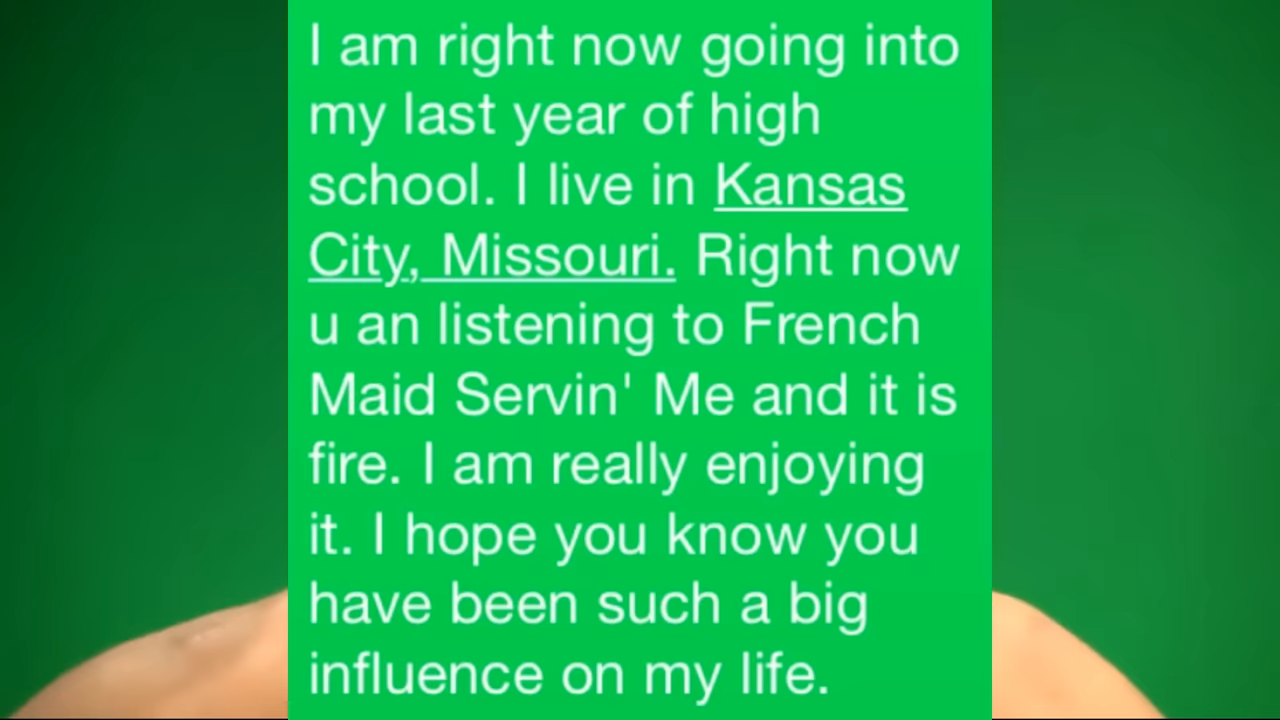 I am right now going into
my last year of high
school. I live in Kansas
City, Missouri. Right now
u an listening to French
Maid Servin' Me and it is
fire. I am really enjoying
it. I hope you know you
have been such a big
influence on my life.